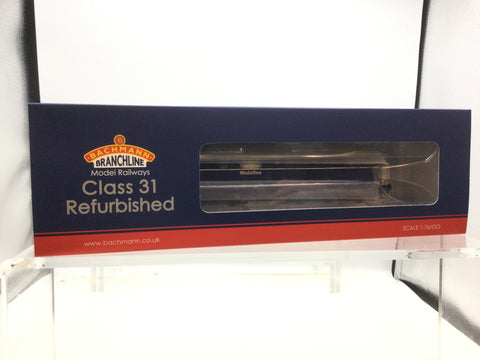 BACHMANN
BRANCHLINE
Model Railways
Class 31
Refurbished
Mainline
www.bachmann.co.uk
SCALE 1:76/OO